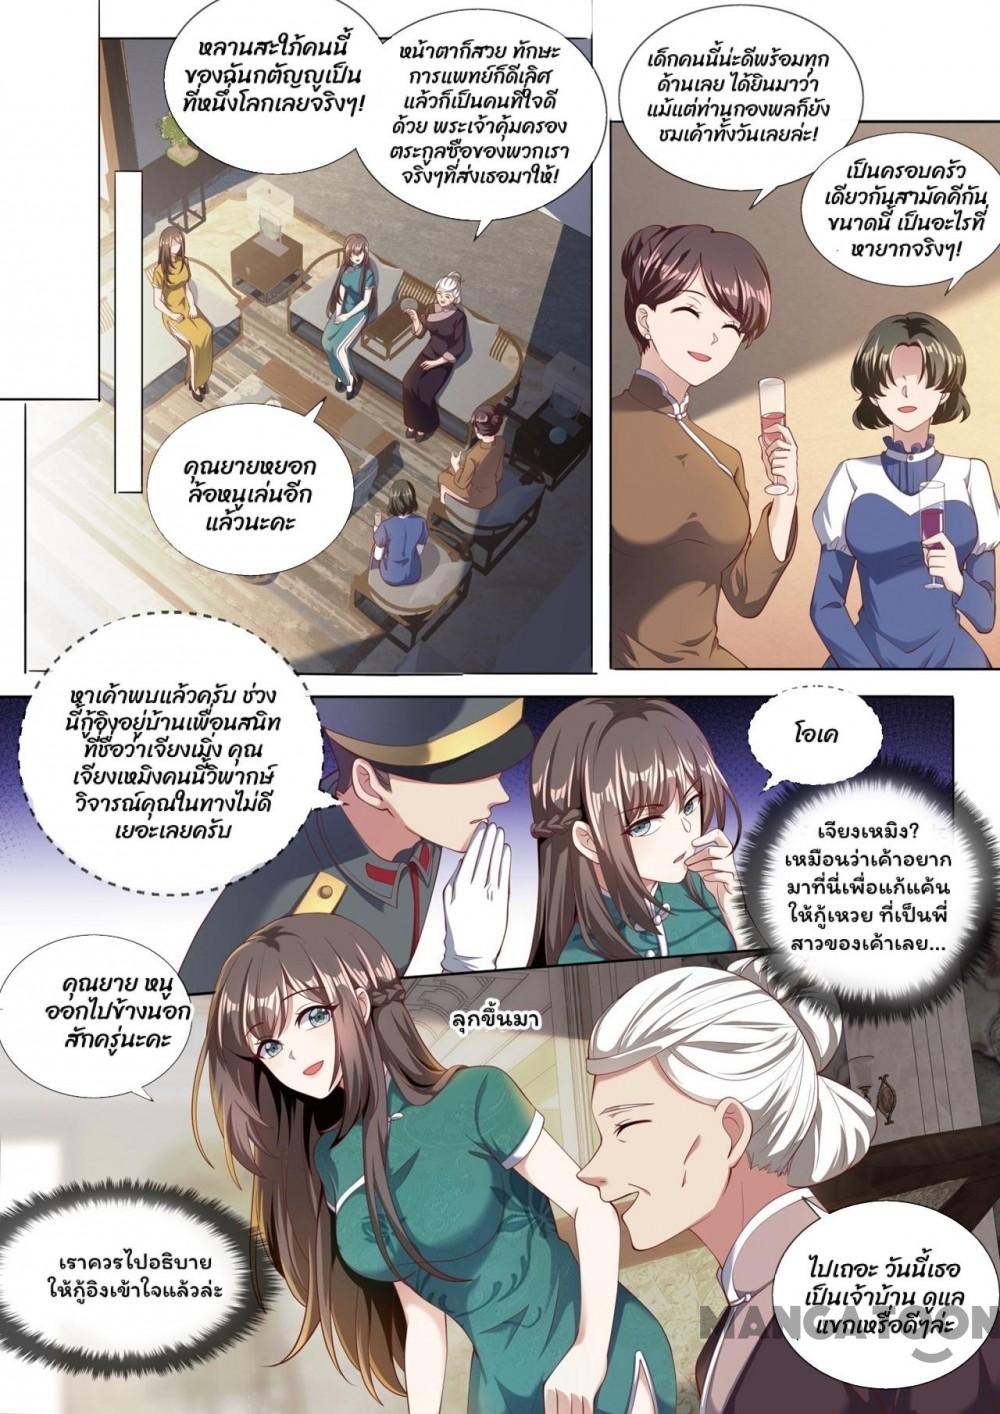 หลานสะใภ้คนนี้
ของฉันกตัญญูเป็น
ที่หนึ่งโลกเลยจริงๆ!
หน้าตาก็สวย ทักษะ
การแพทย์ก็ดีเลิศ
แล้วก็เป็นคนที่ใจดี
ด้วย พระเจ้าคุ้มครอง
ตระกูลซือของพวกเรา
จริงๆที่ส่งเธอมาให้!
เด็กคนนี้น่ะดีพร้อมทุก
ด้านเลย ได้ยินมาว่า
แม้แต่ท่านกองพลก็ยัง
ชมเค้าทั้งวันเลยล่ะ!
เป็นครอบครัว
เดียวกันสามัคคีกัน
ขนาดนี้ เป็นอะไรที่
หายากจริงๆ!
คุณยายหยอก
ล้อหนูเล่นอีก
แล้วนะคะ
หาเค้าพบแล้วครับ ช่วง
นี้กู้อิงอยู่บ้านเพื่อนสนิท
ที่ชื่อว่าเจียงเมิ่ง คุณ
เจียงเหมิงคนนี้วิพากษ์
วิจารณ์คุณในทางไม่ดี
เยอะเลยครับ
โอเค
เจียงเหมิง?
เหมือนว่าเค้าอยาก
มาที่นี่เพื่อแก้แค้น
ให้กู้เหวย ที่เป็นพี่
สาวของเค้าเลย...
คุณยาย หนู
ออกไปข้างนอก
สักครู่นะคะ
ลุกขึ้นมา
เราควรไปอธิบาย
ให้กู้อิงเข้าใจแล้วล่ะ
ไปเถอะ วันนี้เธอ
เป็นเจ้าบ้าน ดูแล
แขกเหรื่อดีๆล่ะ
MANGATOON